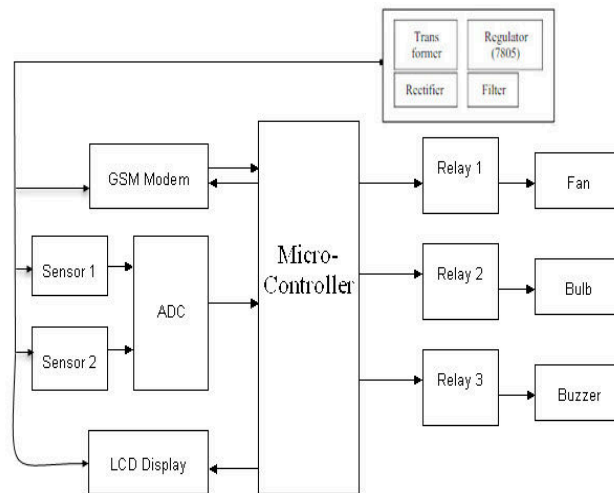 Trans
former
Regulator
(7805)
Rectifier
Filter
GSM Modem
Relay 1
Fan
Sensor 1
ADC
Micro-
Controller
Relay 2
Bulb
Sensor 2
Relay 3
Buzzer
LCD Display